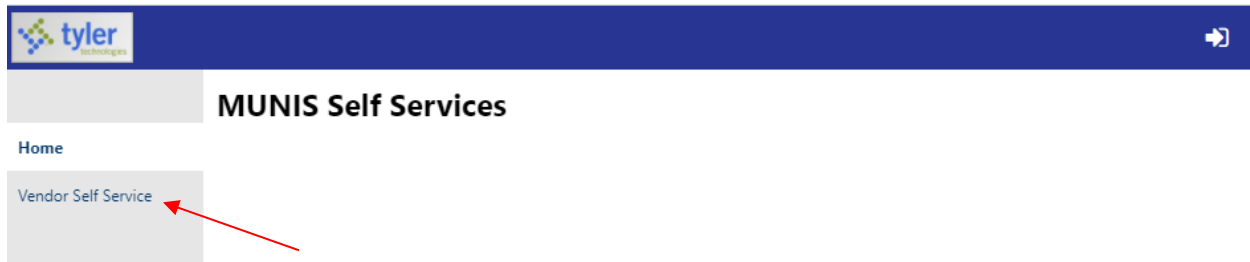 tyler
technologies
MUNIS Self Services
Home
Vendor Self Service